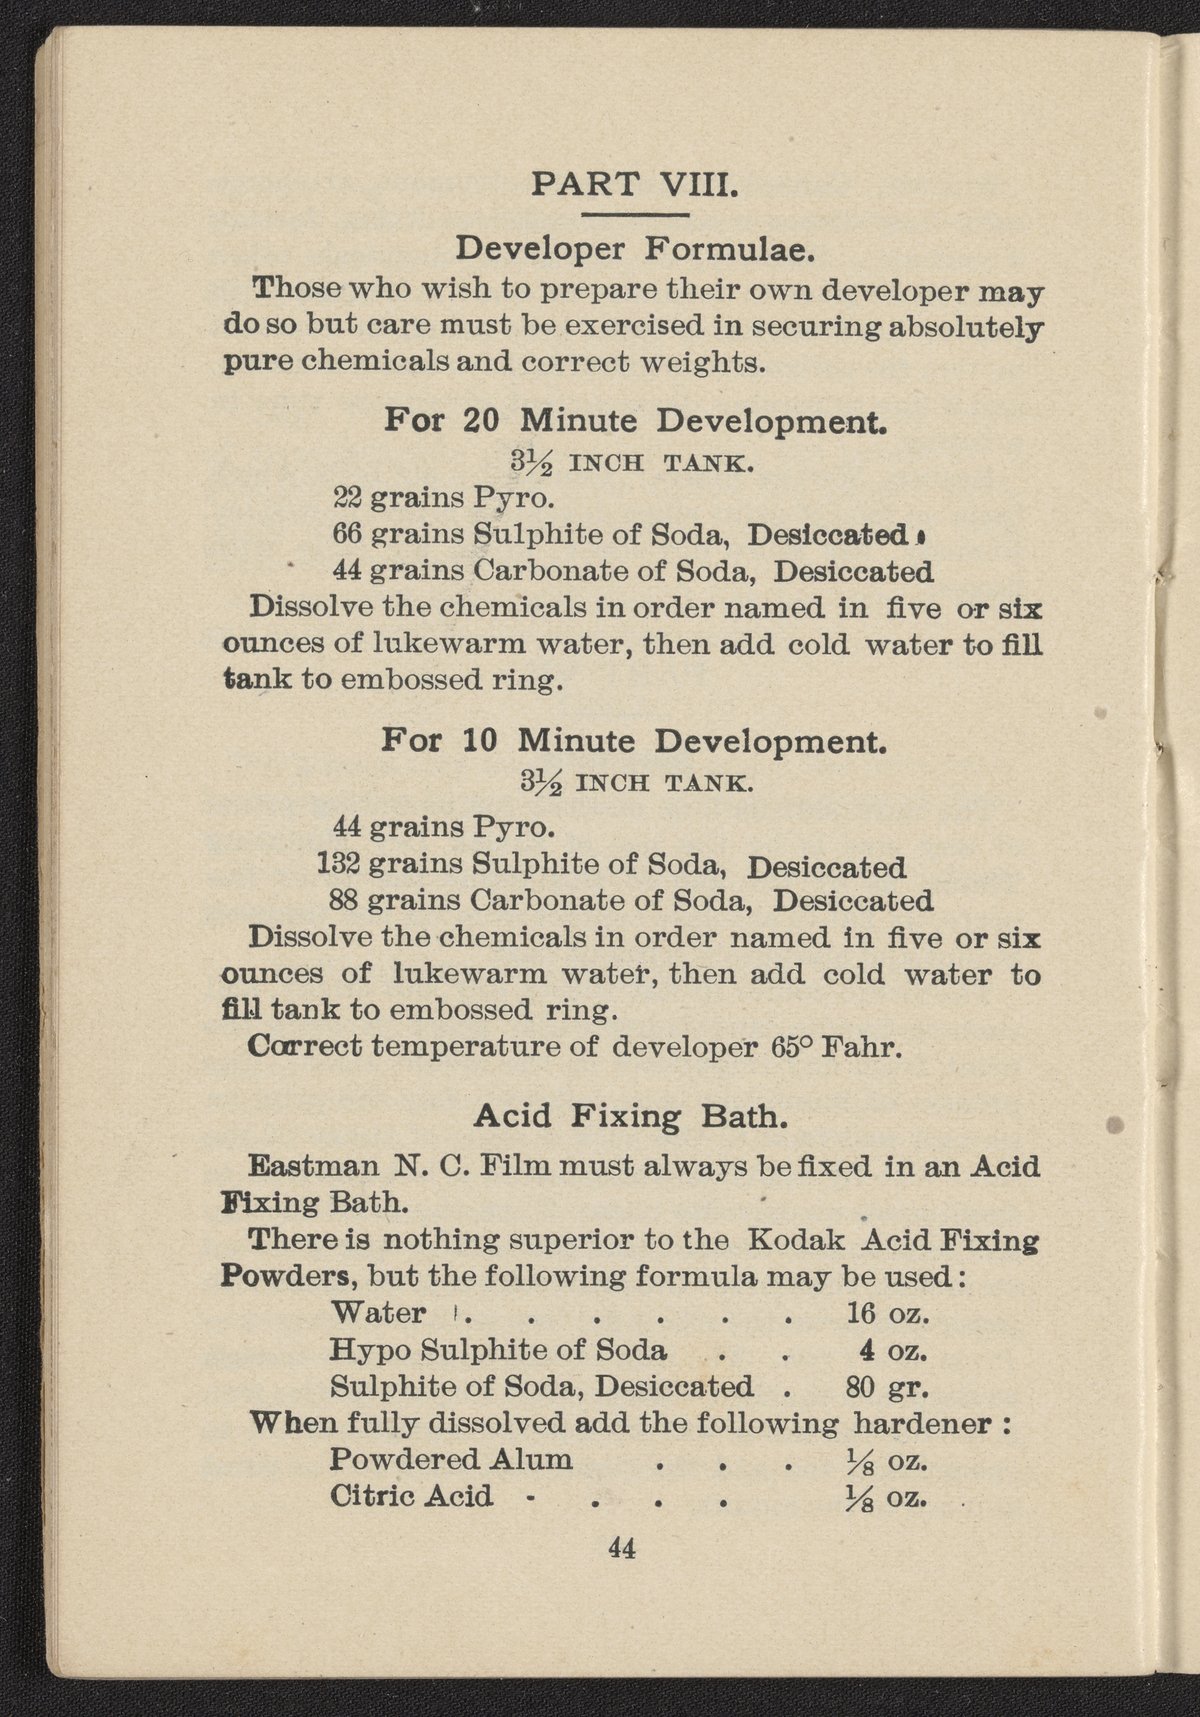 PART VIII.
Developer Formulae.
Those who wish to prepare their own developer may
do so but care must be exercised in securing absolutely
pure chemicals and correct weights.
For 20 Minute Development.
3½ INCH TANK.
22 grains Pyro.
66 grains Sulphite of Soda, Desiccated.
44 grains Carbonate of Soda, Desiccated
Dissolve the chemicals in order named in five or six
ounces of lukewarm water, then add cold water to fill
tank to embossed ring.
For 10 Minute Development.
3½ INCH TANK.
44 grains Pyro.
132 grains Sulphite of Soda, Desiccated
88 grains Carbonate of Soda, Desiccated
Dissolve the chemicals in order named in five or six
ounces of lukewarm water, then add cold water to
fill tank to embossed ring.
Correct temperature of developer 65° Fahr.
Acid Fixing Bath.
Eastman N. C. Film must always be fixed in an Acid
Fixing Bath.
There is nothing superior to the Kodak Acid Fixing
Powders, but the following formula may be used:
Water . . . . . . 16 oz.
Hypo Sulphite of Soda . . 4 oz.
Sulphite of Soda, Desiccated . 80 gr.
When fully dissolved add the following hardener :
Powdered Alum . . . ⅛ oz.
Citric Acid - . . . ⅛ oz.
44